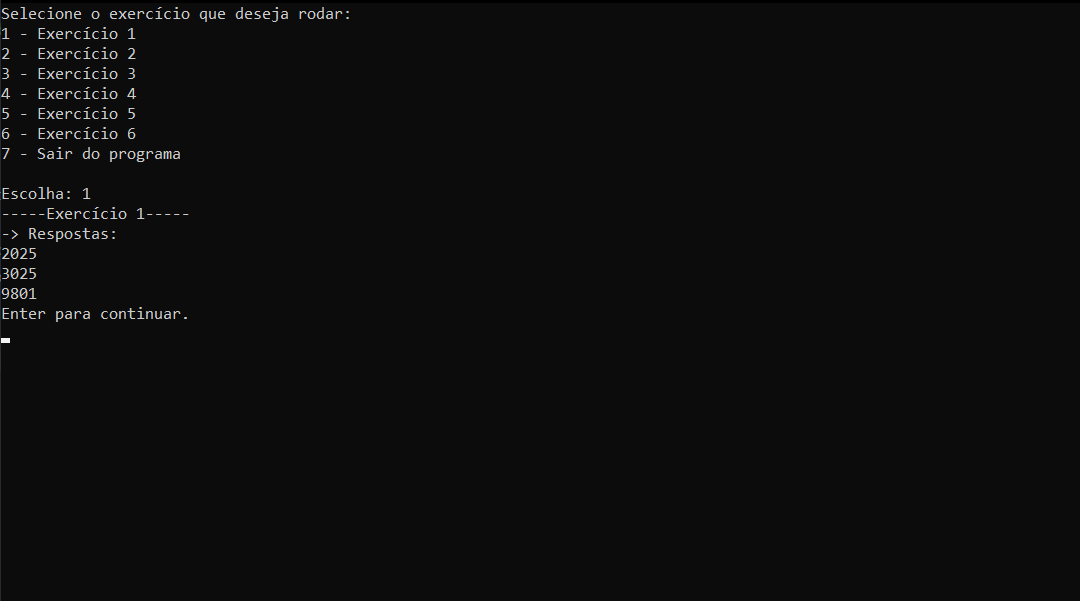 Selecione o exercício que deseja rodar:
1 - Exercício 1
2 - Exercício 2
3 - Exercício 3
4 - Exercício 4
5 - Exercício 5
6 - Exercício 6
7 - Sair do programa
Escolha: 1
-----Exercício 1-----
-> Respostas:
2025
3025
9801
Enter para continuar.